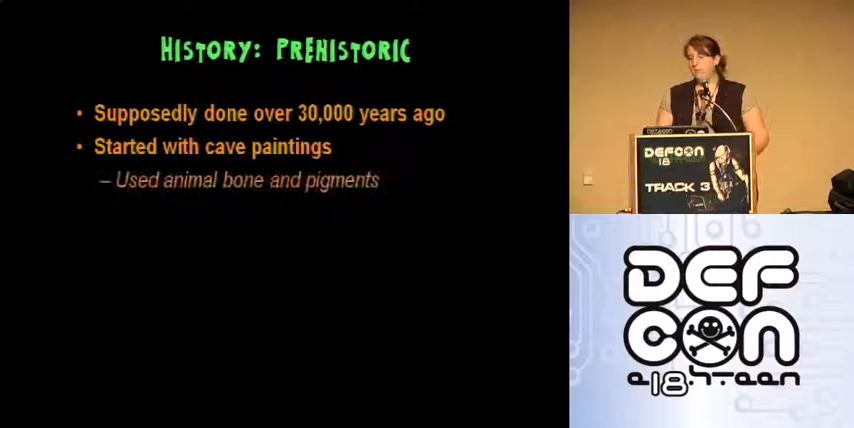 HISTORY: PREHISTORIC
• Supposedly done over 30,000 years ago
• Started with cave paintings
– Used animal bone and pigments
DEFCON
18
TRACK 3
DEF
CON
e18hteen